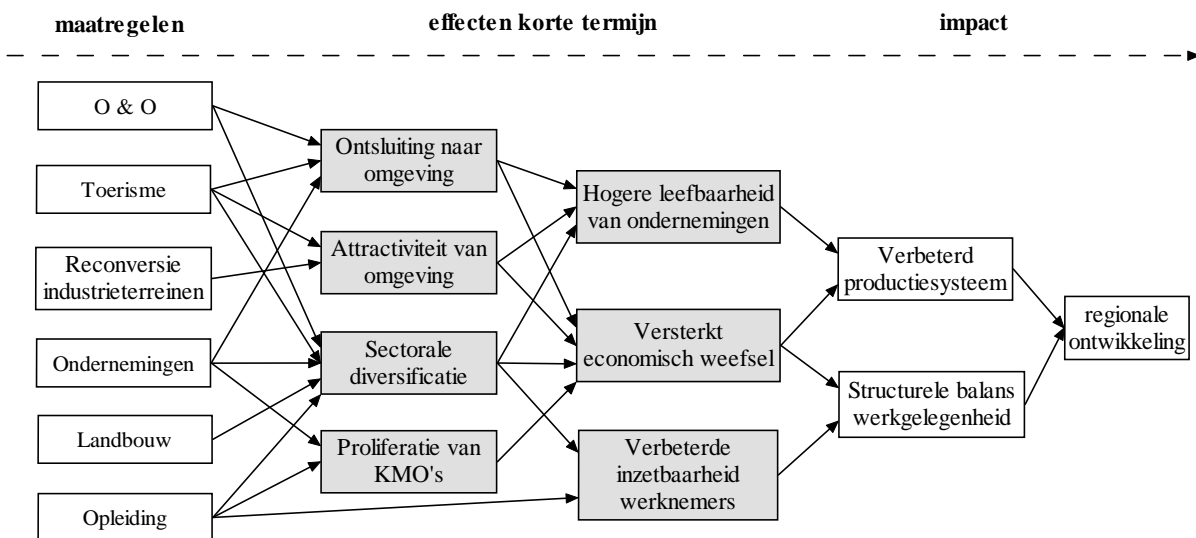 maatregelen
effecten korte termijn
impact
O & O
Toerisme
Reconversie
industrieterreinen
Ondernemingen
Landbouw
Opleiding
Ontsluiting naar
omgeving
Attractiviteit van
omgeving
Sectorale
diversificatie
Proliferatie van
KMO's
Hogere leefbaarheid
van ondernemingen
Versterkt
economisch weefsel
Verbeterde
inzetbaarheid
werknemers
Verbeterd
productiesysteem
Structurele balans
werkgelegenheid
regionale
ontwikkeling